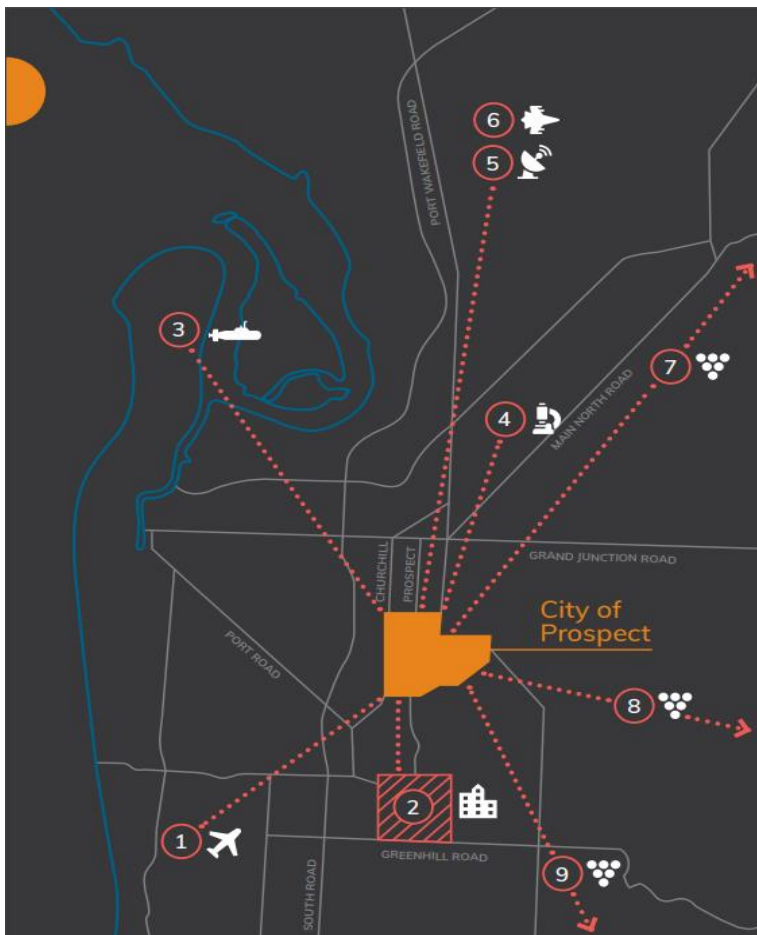 6
PORT WAKEFIELD ROAD
5
3
7
4
MAIN NORTH ROAD
GRAND JUNCTION ROAD
CHURCHILL
PROSPECT
City of
Prospect
PORT ROAD
8
2
1
GREENHILL ROAD
9
SOUTH ROAD